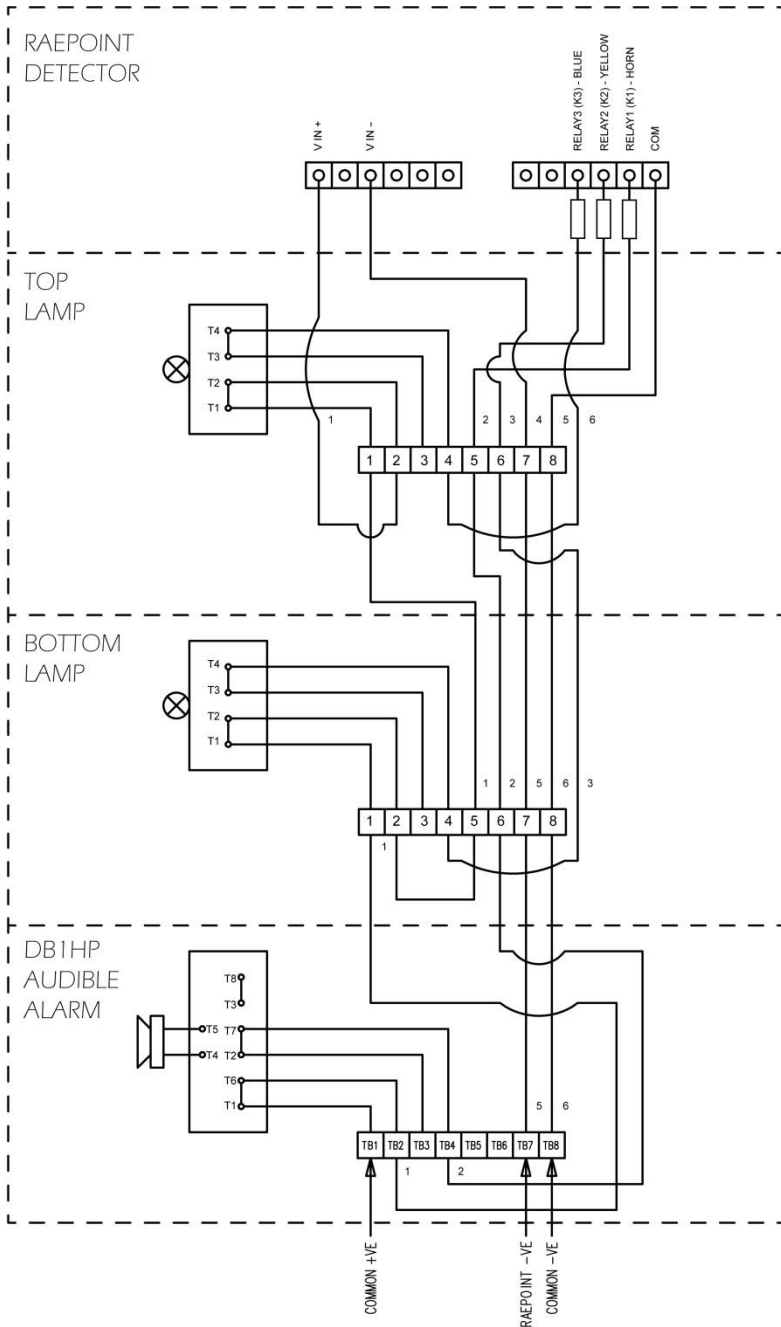 RAEPOINT
DETECTOR
V IN +
V IN -
RELAY3 (K3) - BLUE
RELAY2 (K2) - YELLOW
RELAY1 (K1) - HORN
COM
TOP
LAMP
T4
T3
T2
T1
1
2
3
4
5
6
1
2
3
4
5
6
7
8
BOTTOM
LAMP
T4
T3
T2
T1
1
2
5
6
3
1
2
3
4
5
6
7
8
1
DB1HP
AUDIBLE
ALARM
T8
T3
T5
T7
T4
T2
T6
T1
5
6
TB1
TB2
TB3
TB4
TB5
TB6
TB7
TB8
1
2
COMMON +VE
RAEPOINT -VE
COMMON -VE